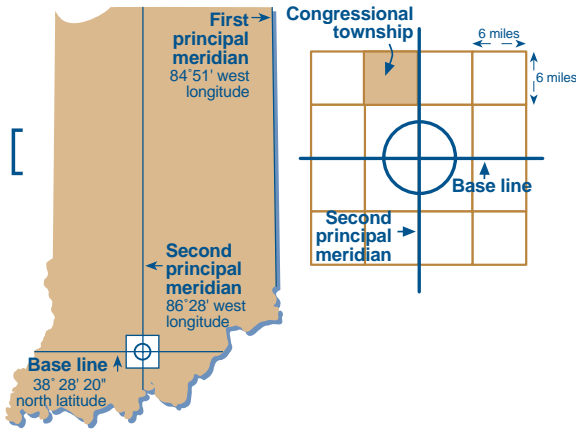 First
principal
meridian
84˚51' west
longitude
Second
principal
meridian
86˚28' west
longitude
Base line
38˚ 28' 20"
north latitude
Congressional
township
6 miles
6 miles
Base line
Second
principal
meridian